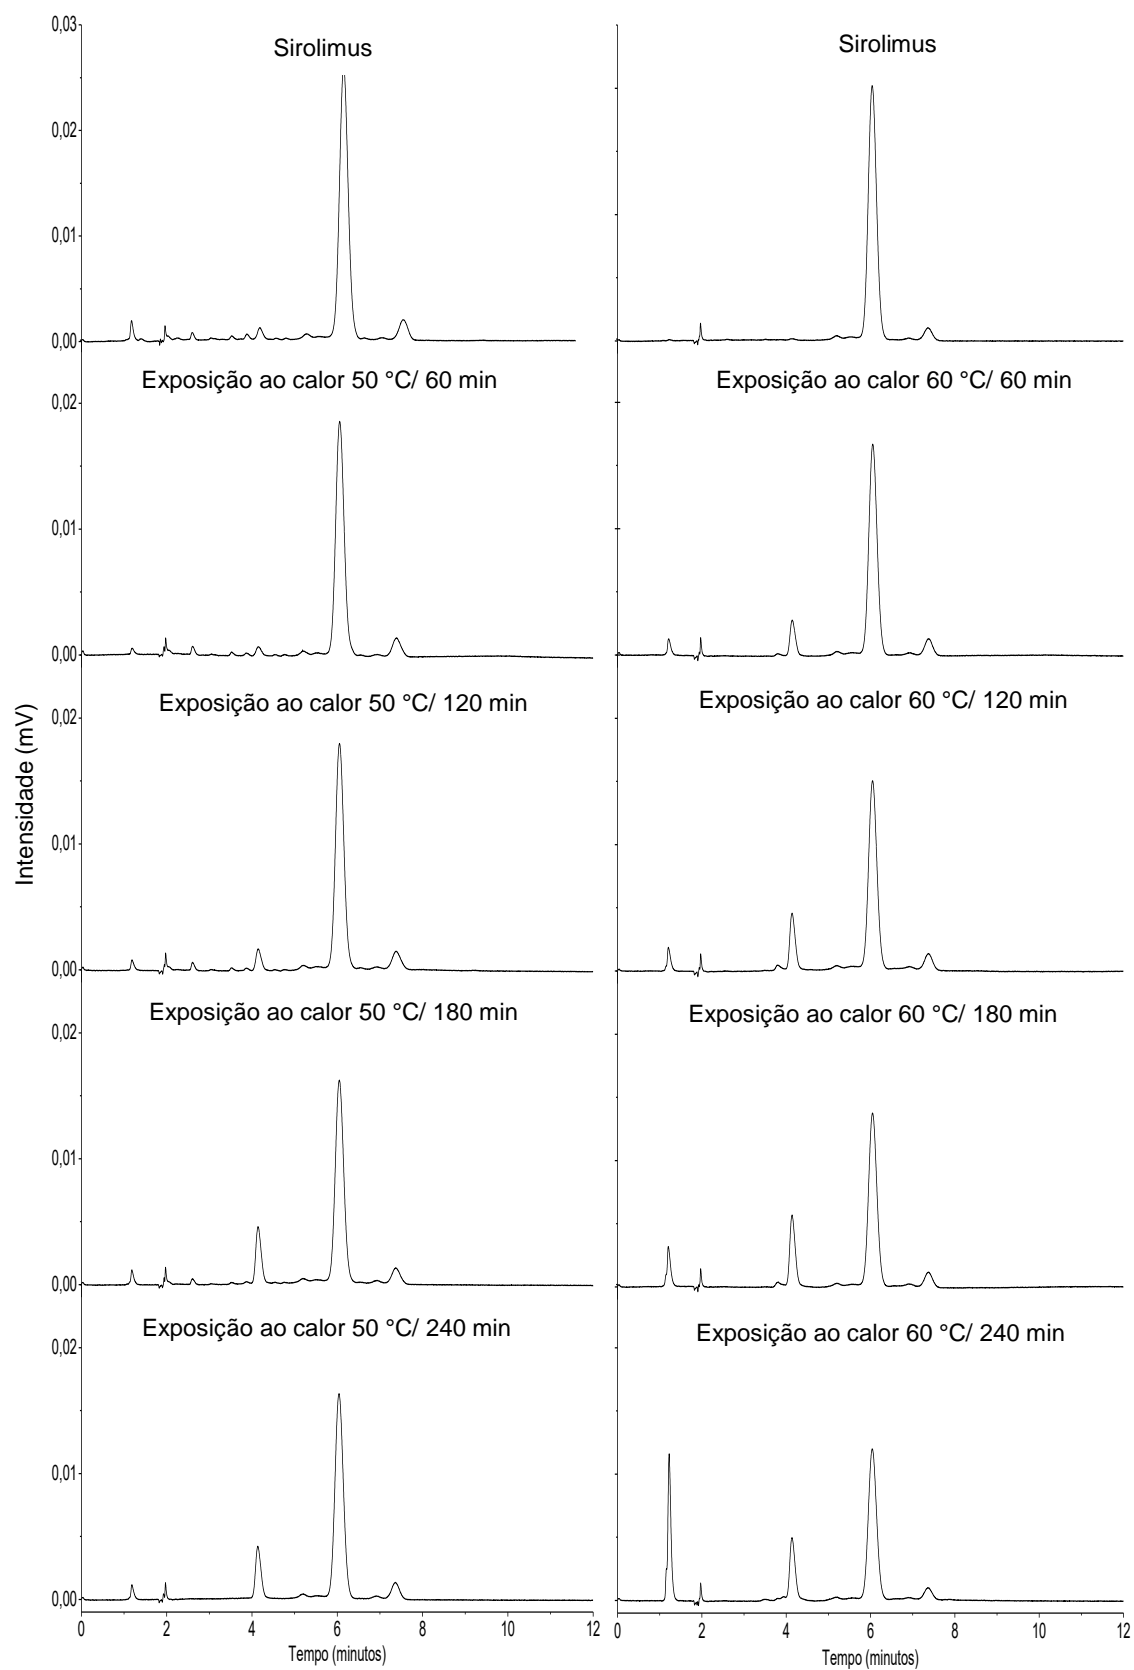 0,03
Sirolimus
Sirolimus
0,02
0,01
0,00
Exposição ao calor 50 °C/ 60 min
Exposição ao calor 60 °C/ 60 min
0,02
0,01
0,00
Exposição ao calor 50 °C/ 120 min
Exposição ao calor 60 °C/ 120 min
0,02
Intensidade (mV)
0,01
0,00
Exposição ao calor 50 °C/ 180 min
Exposição ao calor 60 °C/ 180 min
0,02
0,01
0,00
Exposição ao calor 50 °C/ 240 min
Exposição ao calor 60 °C/ 240 min
0,02
0,01
0,00
0 2 4 6 8 10 12
0 2 4 6 8 10 12
Tempo (minutos)
Tempo (minutos)